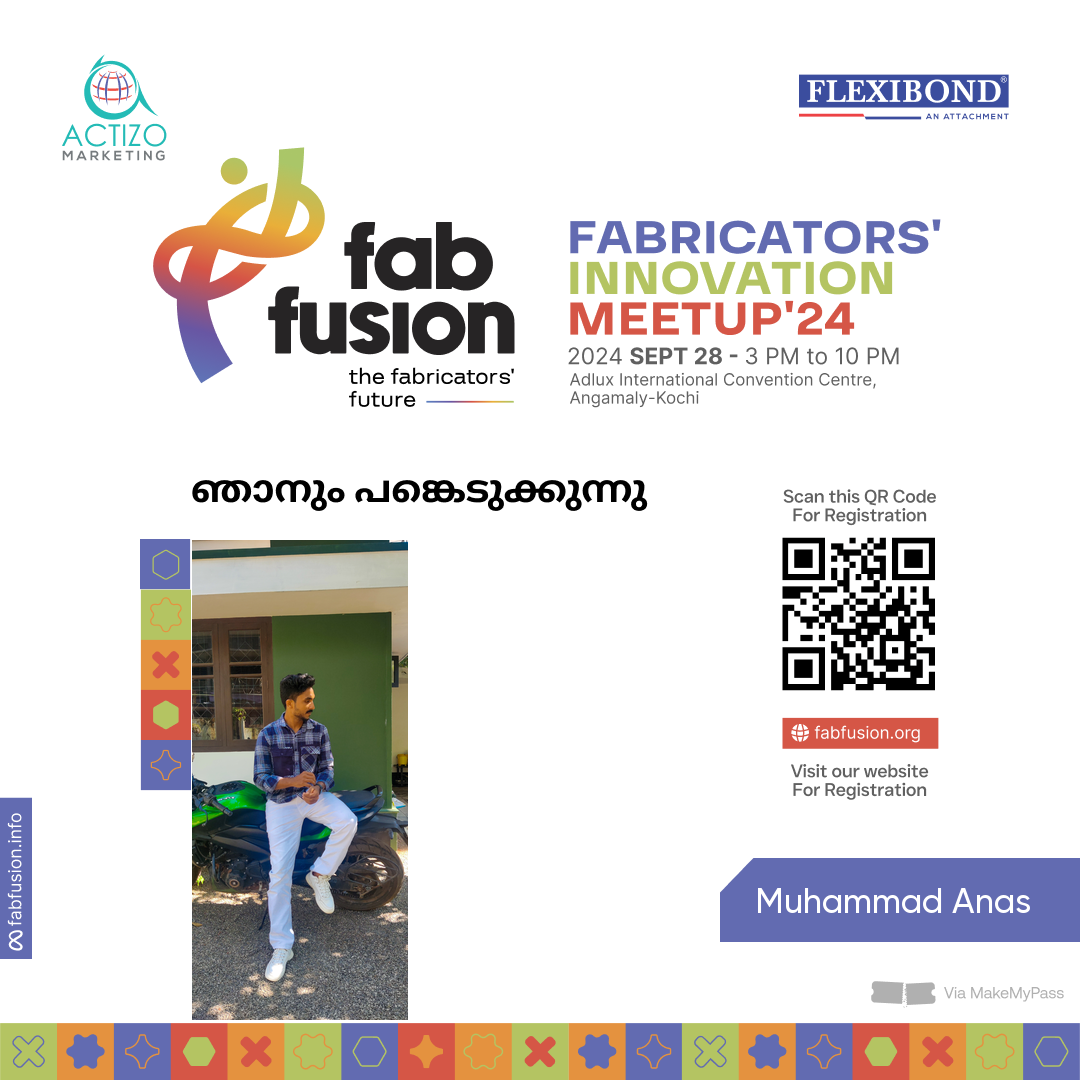 ACTIZO
MARKETING
FLEXIBOND®
AN ATTACHMENT
fab
fusion
the fabricators'
future
FABRICATORS'
INNOVATION
MEETUP'24
2024 SEPT 28 - 3 PM to 10 PM
Adlux International Convention Centre,
Angamaly-Kochi
ഞാനും പങ്കെടുക്കുന്നു
Scan this QR Code
For Registration
fabfusion.org
Visit our website
For Registration
fabfusion.info
Muhammad Anas
Via MakeMyPass